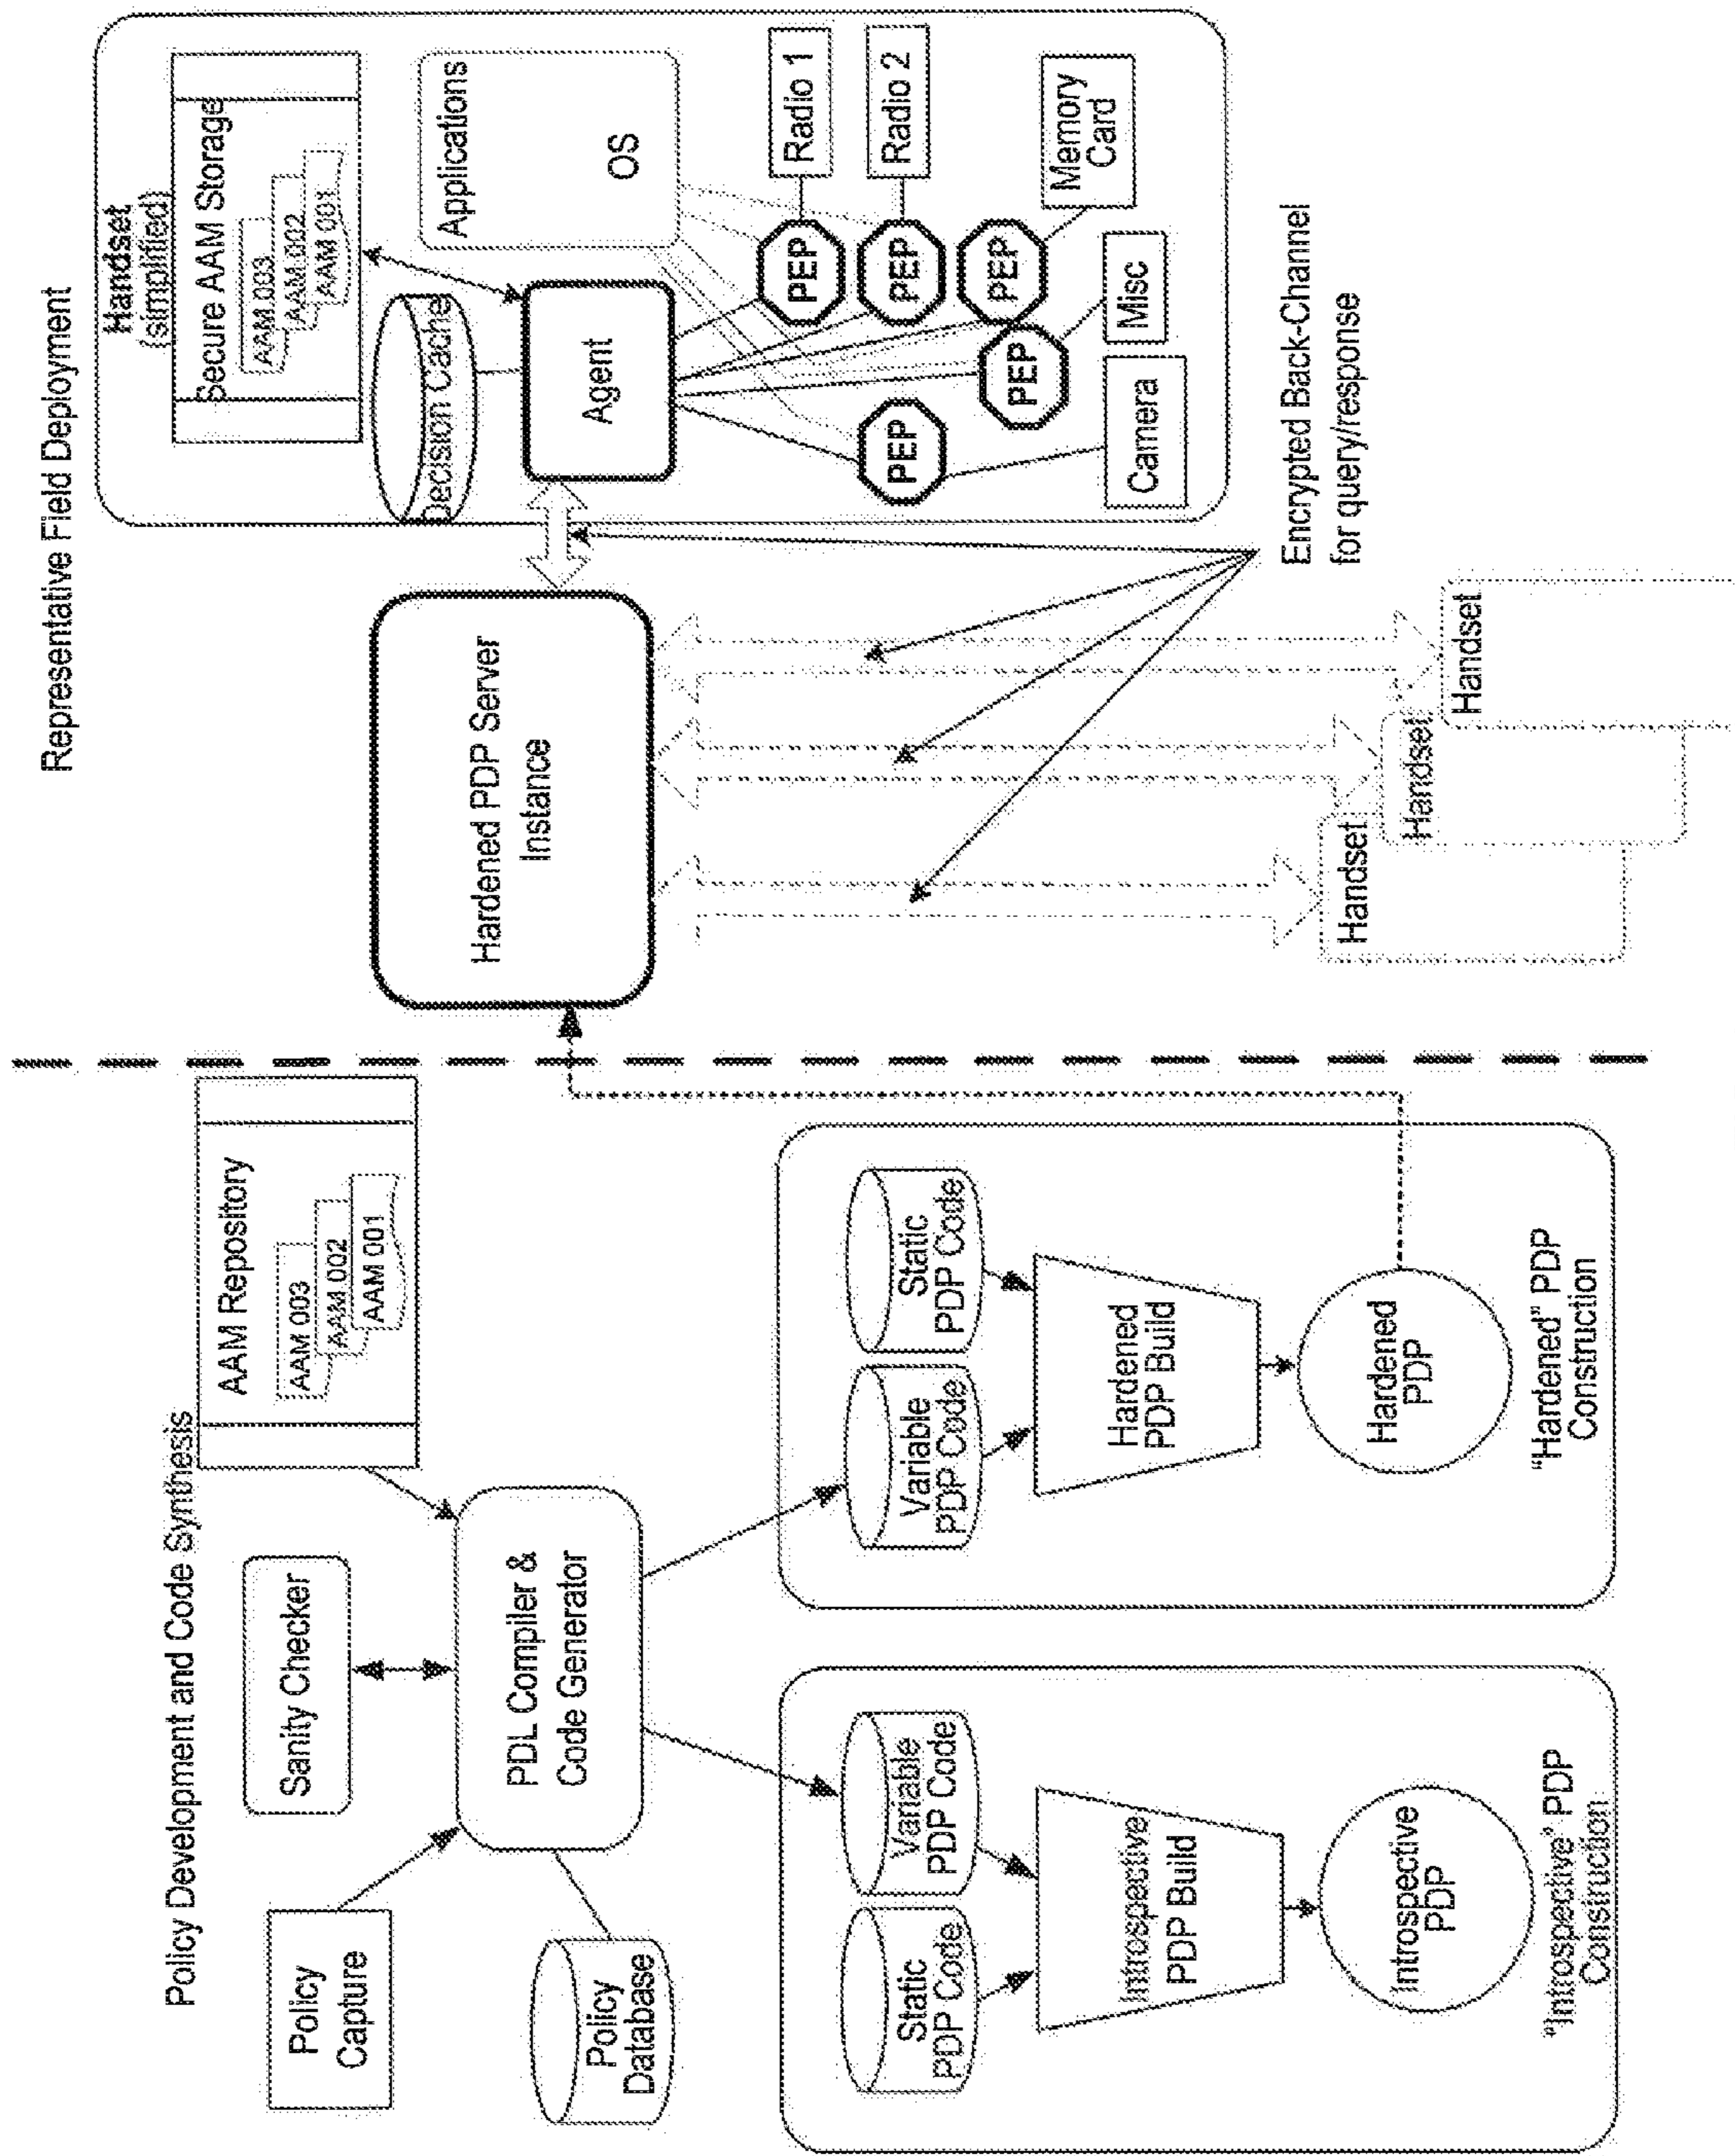 Policy Development and Code Synthesis
Policy
Capture
Sanity Checker
AAM Repository
AAM 003
AAM 002
AAM 001
Policy
Database
PDL Compiler &
Code Generator
Static
PDP Code
Variable
PDP Code
Introspective
PDP Build
Introspective
PDP
"Introspective" PDP
Construction
Variable
PDP Code
Static
PDP Code
Hardened
PDP Build
Hardened
PDP
"Hardened" PDP
Construction
Representative Field Deployment
Hardened PDP Server
Instance
Handset
(simplified)
Secure AAM Storage
AAM 003
AAM 002
AAM 001
Decision Cache
Agent
Applications
OS
PEP
PEP
PEP
PEP
PEP
Radio 1
Radio 2
Memory
Card
Misc
Camera
Encrypted Back-Channel
for query/response
Handset
Handset
Handset